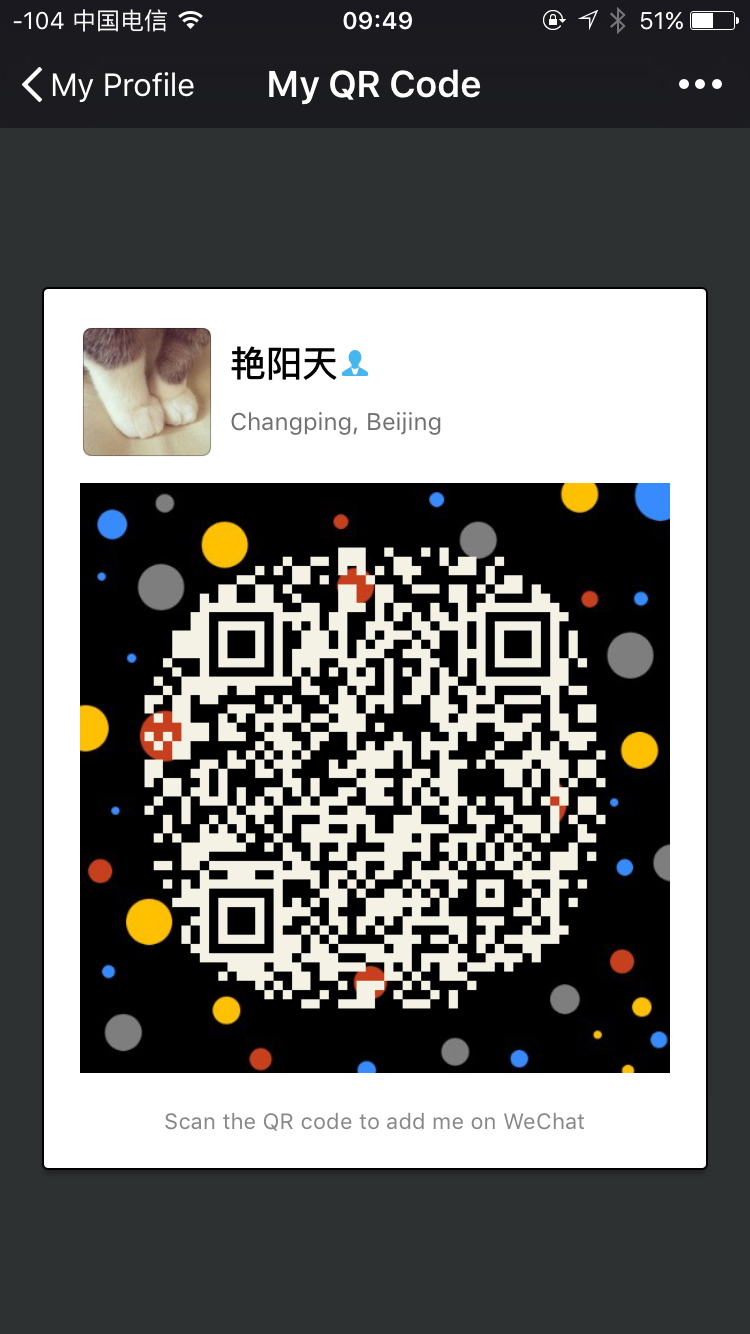 -104 中国电信 09:49 51%
My Profile My QR Code
艳阳天
Changping, Beijing
Scan the QR code to add me on WeChat